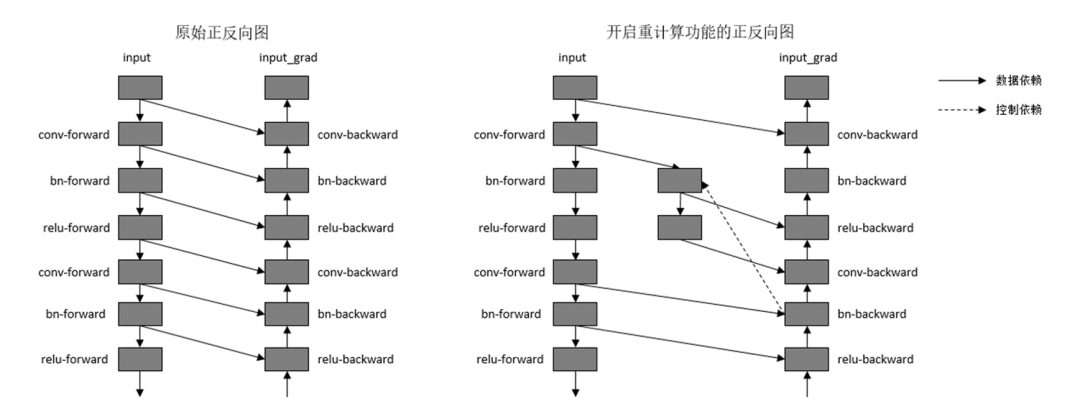 原始正反向图
input input_grad
conv-forward conv-backward
bn-forward bn-backward
relu-forward relu-backward
conv-forward conv-backward
bn-forward bn-backward
relu-forward relu-backward
开启重计算功能的正反向图
input input_grad
conv-forward conv-backward
bn-forward bn-backward
relu-forward relu-backward
conv-forward conv-backward
bn-forward bn-backward
relu-forward relu-backward
数据依赖
控制依赖